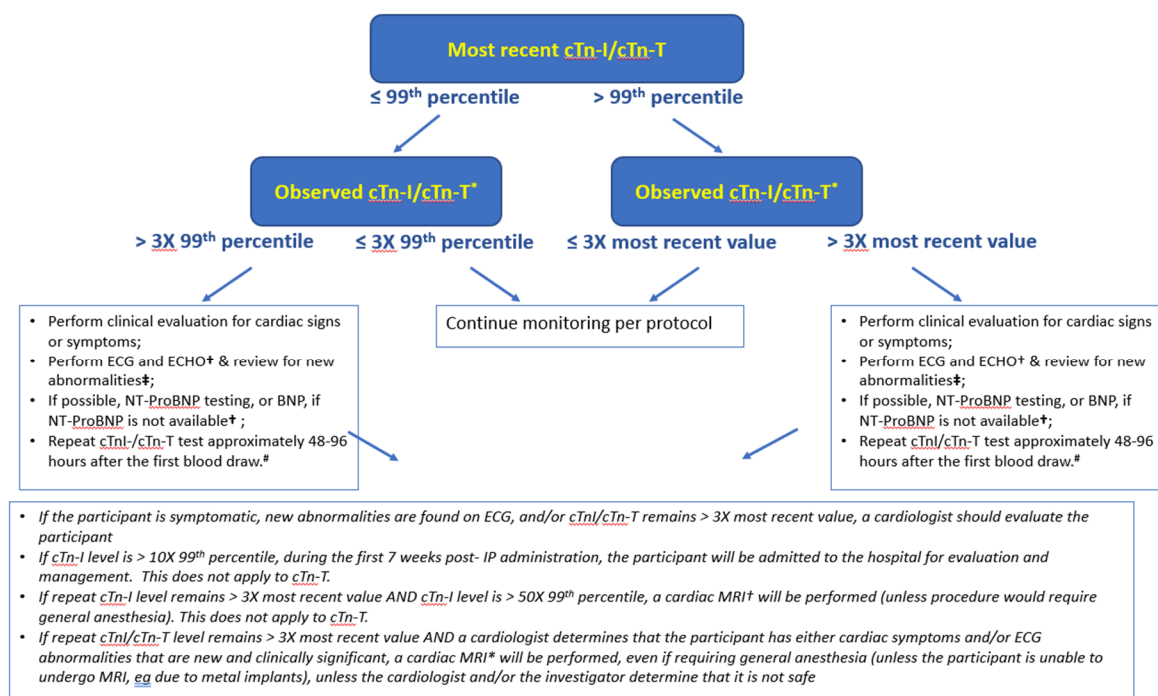 Most recent cTn-I/cTn-T
≤ 99th percentile
> 99th percentile
Observed cTn-I/cTn-T*
Observed cTn-I/cTn-T*
> 3X 99th percentile
≤ 3X 99th percentile
≤ 3X most recent value
> 3X most recent value
• Perform clinical evaluation for cardiac signs
or symptoms;
• Perform ECG and ECHO† & review for new
abnormalities‡;
• If possible, NT-ProBNP testing, or BNP, if
NT-ProBNP is not available† ;
• Repeat cTnI-/cTn-T test approximately 48-96
hours after the first blood draw.#
Continue monitoring per protocol
• Perform clinical evaluation for cardiac signs
or symptoms;
• Perform ECG and ECHO† & review for new
abnormalities‡;
• If possible, NT-ProBNP testing, or BNP, if
NT-ProBNP is not available†;
• Repeat cTnI/cTn-T test approximately 48-96
hours after the first blood draw.#
• If the participant is symptomatic, new abnormalities are found on ECG, and/or cTnI/cTn-T remains > 3X most recent value, a cardiologist should evaluate the
participant
• If cTn-I level is > 10X 99th percentile, during the first 7 weeks post- IP administration, the participant will be admitted to the hospital for evaluation and
management. This does not apply to cTn-T.
• If repeat cTn-I level remains > 3X most recent value AND cTn-I level is > 50X 99th percentile, a cardiac MRI† will be performed (unless procedure would require
general anesthesia). This does not apply to cTn-T.
• If repeat cTnI/cTn-T level remains > 3X most recent value AND a cardiologist determines that the participant has either cardiac symptoms and/or ECG
abnormalities that are new and clinically significant, a cardiac MRI* will be performed, even if requiring general anesthesia (unless the participant is unable to
undergo MRI, eg due to metal implants), unless the cardiologist and/or the investigator determine that it is not safe